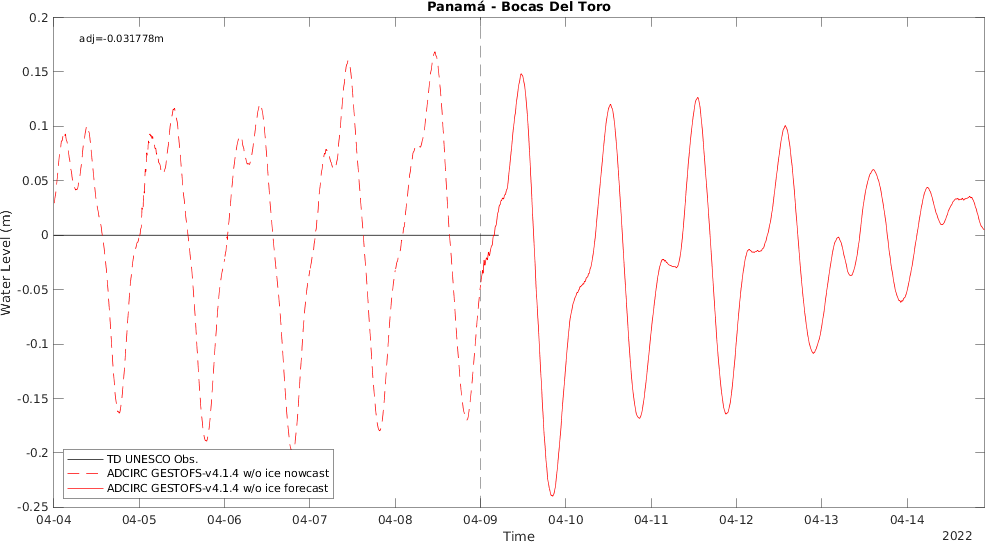 Panamá - Bocas Del Toro
adj=-0.031778m
0.2
0.15
0.1
0.05
0
-0.05
-0.1
-0.15
-0.2
-0.25
Water Level (m)
TD UNESCO Obs.
ADCIRC GESTOFS-v4.1.4 w/o ice nowcast
ADCIRC GESTOFS-v4.1.4 w/o ice forecast
04-04 04-05 04-06 04-07 04-08 04-09 04-10 04-11 04-12 04-13 04-14
Time
2022